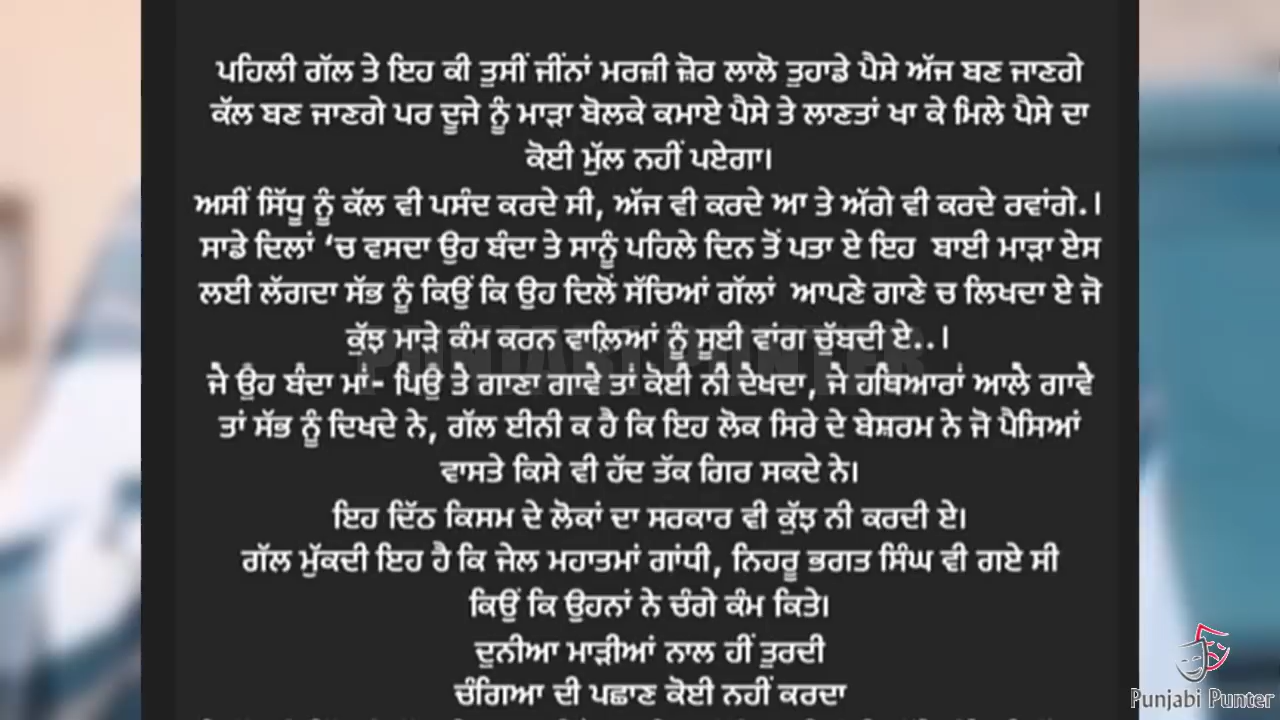 ਪਹਿਲੀ ਗੱਲ ਤੇ ਇਹ ਕੀ ਤੁਸੀਂ ਜੀਂਨਾਂ ਮਰਜ਼ੀ ਜ਼ੋਰ ਲਾਲੋ ਤੁਹਾਡੇ ਪੈਸੇ ਅੱਜ ਬਣ ਜਾਣਗੇ
ਕੱਲ ਬਣ ਜਾਣਗੇ ਪਰ ਦੂਜੇ ਨੂੰ ਮਾੜਾ ਬੋਲਕੇ ਕਮਾਏ ਪੈਸੇ ਤੇ ਲਾਣਤਾਂ ਖਾ ਕੇ ਮਿਲੇ ਪੈਸੇ ਦਾ
ਕੋਈ ਮੁੱਲ ਨਹੀਂ ਪਏਗਾ।
ਅਸੀਂ ਸਿੱਧੂ ਨੂੰ ਕੱਲ ਵੀ ਪਸੰਦ ਕਰਦੇ ਸੀ, ਅੱਜ ਵੀ ਕਰਦੇ ਆ ਤੇ ਅੱਗੇ ਵੀ ਕਰਦੇ ਰਵਾਂਗੇ.।
ਸਾਡੇ ਦਿਲਾਂ ‘ਚ ਵਸਦਾ ਉਹ ਬੰਦਾ ਤੇ ਸਾਨੂੰ ਪਹਿਲੇ ਦਿਨ ਤੋਂ ਪਤਾ ਏ ਇਹ ਬਾਈ ਮਾੜਾ ਏਸ
ਲਈ ਲੱਗਦਾ ਸੱਭ ਨੂੰ ਕਿਉਂ ਕਿ ਉਹ ਦਿਲੋਂ ਸੱਚਿਆਂ ਗੱਲਾਂ ਆਪਣੇ ਗਾਣੇ ਚ ਲਿਖਦਾ ਏ ਜੋ
ਕੁੱਝ ਮਾੜੇ ਕੰਮ ਕਰਨ ਵਾਲ਼ਿਆਂ ਨੂੰ ਸੂਈ ਵਾਂਗ ਚੁੱਬਦੀ ਏ..।
ਜੇ ਉਹ ਬੰਦਾ ਮਾਂ- ਪਿਉ ਤੇ ਗਾਣਾ ਗਾਵੇ ਤਾਂ ਕੋਈ ਨੀ ਦੇਖਦਾ, ਜੇ ਹਥਿਆਰਾਂ ਆਲੇ ਗਾਵੇ
ਤਾਂ ਸੱਭ ਨੂੰ ਦਿਖਦੇ ਨੇ, ਗੱਲ ਈਨੀ ਕ ਹੈ ਕਿ ਇਹ ਲੋਕ ਸਿਰੇ ਦੇ ਬੇਸ਼ਰਮ ਨੇ ਜੋ ਪੈਸਿਆਂ
ਵਾਸਤੇ ਕਿਸੇ ਵੀ ਹੱਦ ਤੱਕ ਗਿਰ ਸਕਦੇ ਨੇ।
ਇਹ ਦਿੱਠ ਕਿਸਮ ਦੇ ਲੋਕਾਂ ਦਾ ਸਰਕਾਰ ਵੀ ਕੁੱਝ ਨੀ ਕਰਦੀ ਏ।
ਗੱਲ ਮੁੱਕਦੀ ਇਹ ਹੈ ਕਿ ਜੇਲ ਮਹਾਤਮਾਂ ਗਾਂਧੀ, ਨਿਹਰੂ ਭਗਤ ਸਿੰਘ ਵੀ ਗਏ ਸੀ
ਕਿਉਂ ਕਿ ਉਹਨਾਂ ਨੇ ਚੰਗੇ ਕੰਮ ਕਿਤੇ।
ਦੁਨੀਆ ਮਾੜੀਆਂ ਨਾਲ ਹੀਂ ਤੁਰਦੀ
ਚੰਗਿਆ ਦੀ ਪਛਾਣ ਕੋਈ ਨਹੀਂ ਕਰਦਾ
PUNJABI PUNTER
Punjabi Punter